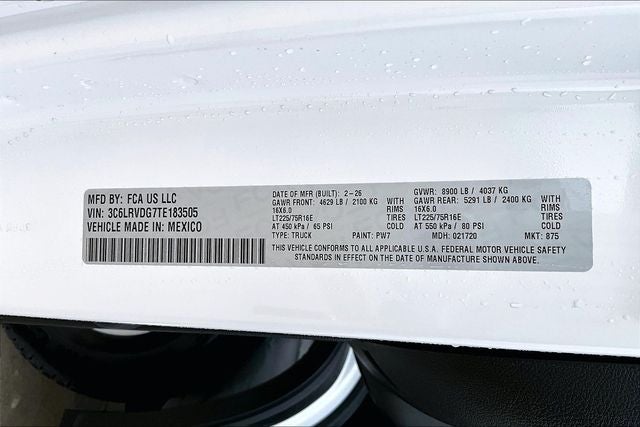 MFD BY: FCA US LLC
VIN: 3C6LRVDG7TE183505
VEHICLE MADE IN: MEXICO
DATE OF MFR (BUILT): 2-26 GVWR: 8900 LB / 4037 KG
GAWR FRONT: 4629 LB / 2100 KG WITH GAWR REAR: 5291 LB / 2400 KG WITH
16X6.0 RIMS 16X6.0 RIMS
LT225/75R16E TIRES LT225/75R16E TIRES
AT 450 kPa / 65 PSI COLD AT 550 kPa / 80 PSI COLD
TYPE: TRUCK PAINT: PW7 MDH: 021720 MKT: 875
THIS VEHICLE CONFORMS TO ALL APPLICABLE U.S.A. FEDERAL MOTOR VEHICLE SAFETY
STANDARDS IN EFFECT ON THE DATE OF MANUFACTURE SHOWN ABOVE